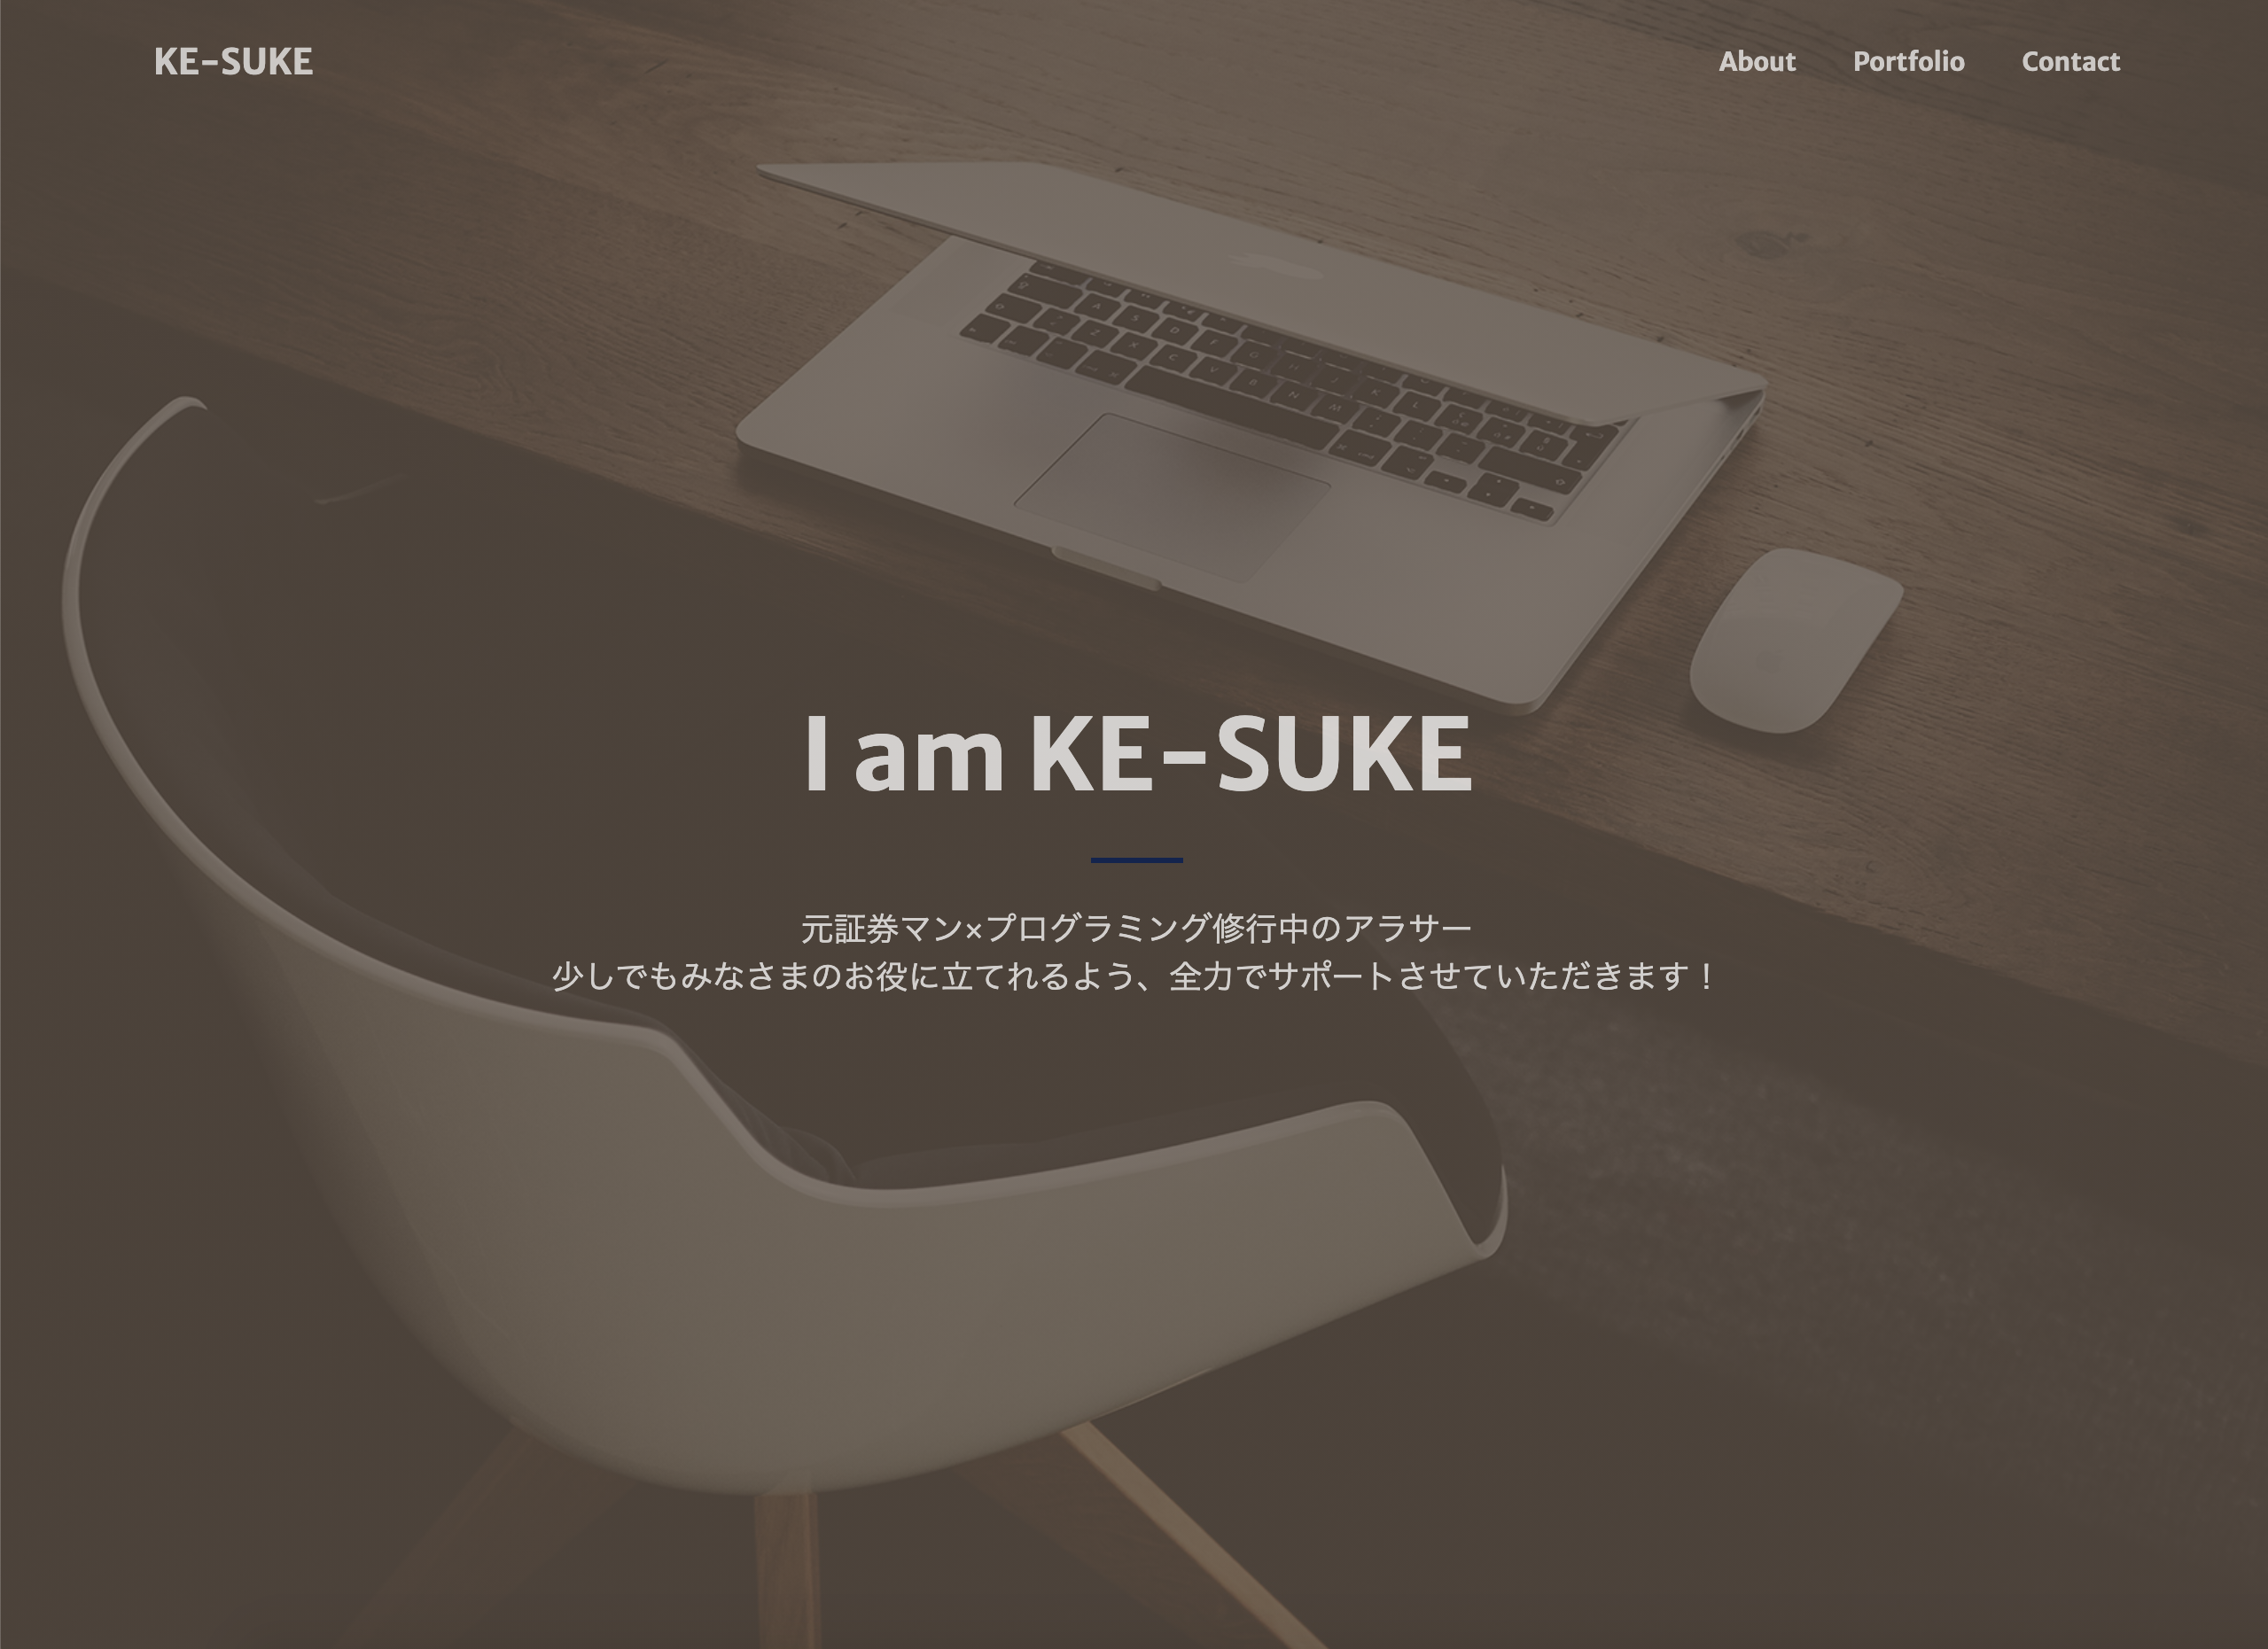 KE-SUKE
About Portfolio Contact
I am KE-SUKE
元証券マン×プログラミング修行中のアラサー
少しでもみなさまのお役に立てれるよう、全力でサポートさせていただきます！